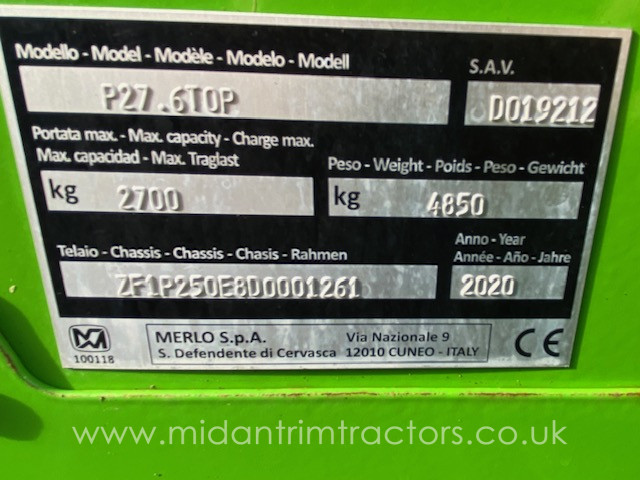 Modello - Model - Modèle - Modelo - Modell
S.A.V.
P27.6TOP
D019212
Portata max. - Max. capacity - Charge max.
Max. capacidad - Max. Traglast
Peso - Weight - Poids - Peso - Gewicht
kg 2700
kg 4850
Telaio - Chassis - Chassis - Chasis - Rahmen
Anno - Year
Année - Año - Jahre
ZF1P250E8D0001261
2020
100118
MERLO S.p.A. Via Nazionale 9
S. Defendente di Cervasca 12010 CUNEO - ITALY
CE
www.midantrimtractors.co.uk